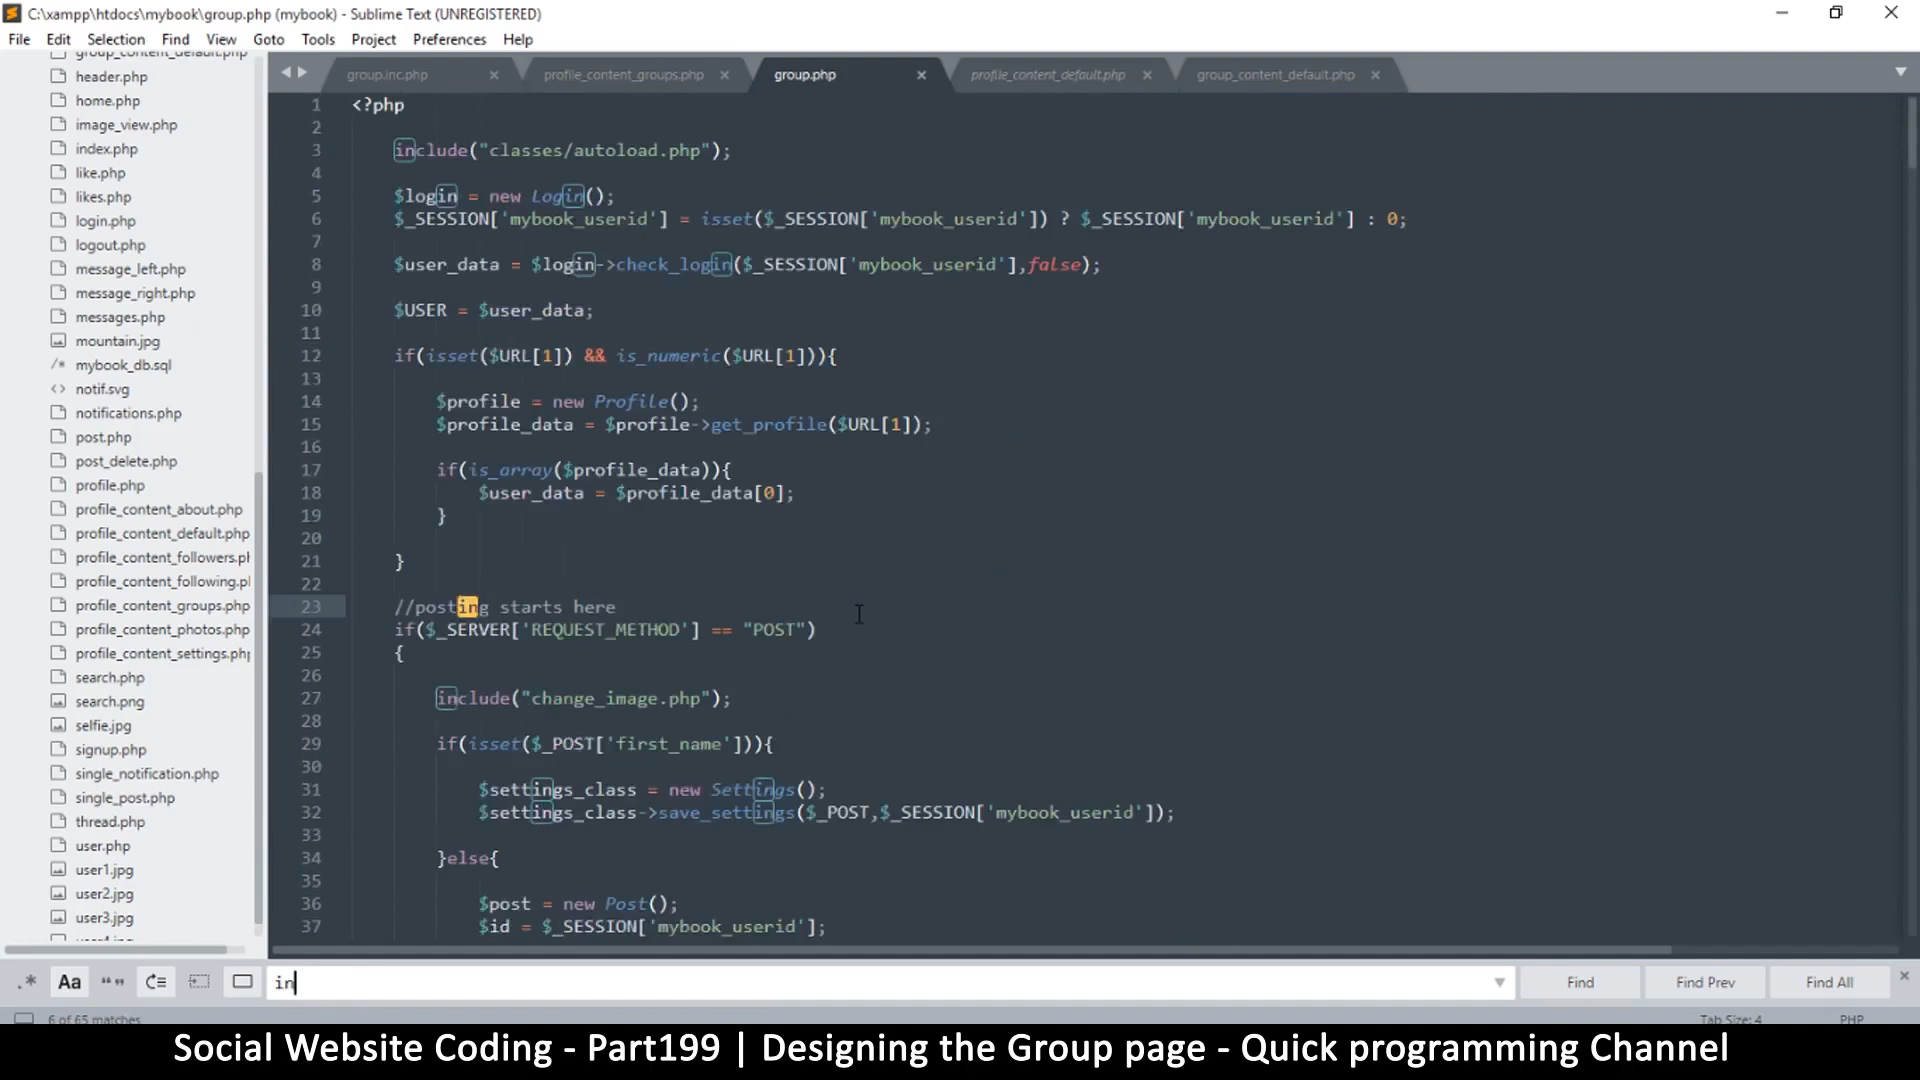 C:\xampp\htdocs\mybook\group.php (mybook) - Sublime Text (UNREGISTERED)
File Edit Selection Find View Goto Tools Project Preferences Help
group_content_default.php
header.php
home.php
image_view.php
index.php
like.php
likes.php
login.php
logout.php
message_left.php
message_right.php
messages.php
mountain.jpg
/* mybook_db.sql
<> notif.svg
notifications.php
post.php
post_delete.php
profile.php
profile_content_about.php
profile_content_default.php
profile_content_followers.ph
profile_content_following.p
profile_content_groups.php
profile_content_photos.php
profile_content_settings.php
search.php
search.png
selfie.jpg
signup.php
single_notification.php
single_post.php
thread.php
user.php
user1.jpg
user2.jpg
user3.jpg
group.inc.php profile_content_groups.php group.php profile_content_default.php group_content_default.php
1 <?php
2
3 include("classes/autoload.php");
4
5 $login = new Login();
6 $_SESSION['mybook_userid'] = isset($_SESSION['mybook_userid']) ? $_SESSION['mybook_userid'] : 0;
7
8 $user_data = $login->check_login($_SESSION['mybook_userid'],false);
9
10 $USER = $user_data;
11
12 if(isset($URL[1]) && is_numeric($URL[1])){
13
14 $profile = new Profile();
15 $profile_data = $profile->get_profile($URL[1]);
16
17 if(is_array($profile_data)){
18 $user_data = $profile_data[0];
19 }
20
21 }
22
23 //posting starts here
24 if($_SERVER['REQUEST_METHOD'] == "POST")
25 {
26
27 include("change_image.php");
28
29 if(isset($_POST['first_name'])){
30
31 $settings_class = new Settings();
32 $settings_class->save_settings($_POST,$_SESSION['mybook_userid']);
33
34 }else{
35
36 $post = new Post();
37 $id = $_SESSION['mybook_userid'];
.* Aa “” in Find Find Prev Find All
6 of 65 matches Tab Size: 4 PHP
Social Website Coding - Part199 | Designing the Group page - Quick programming Channel